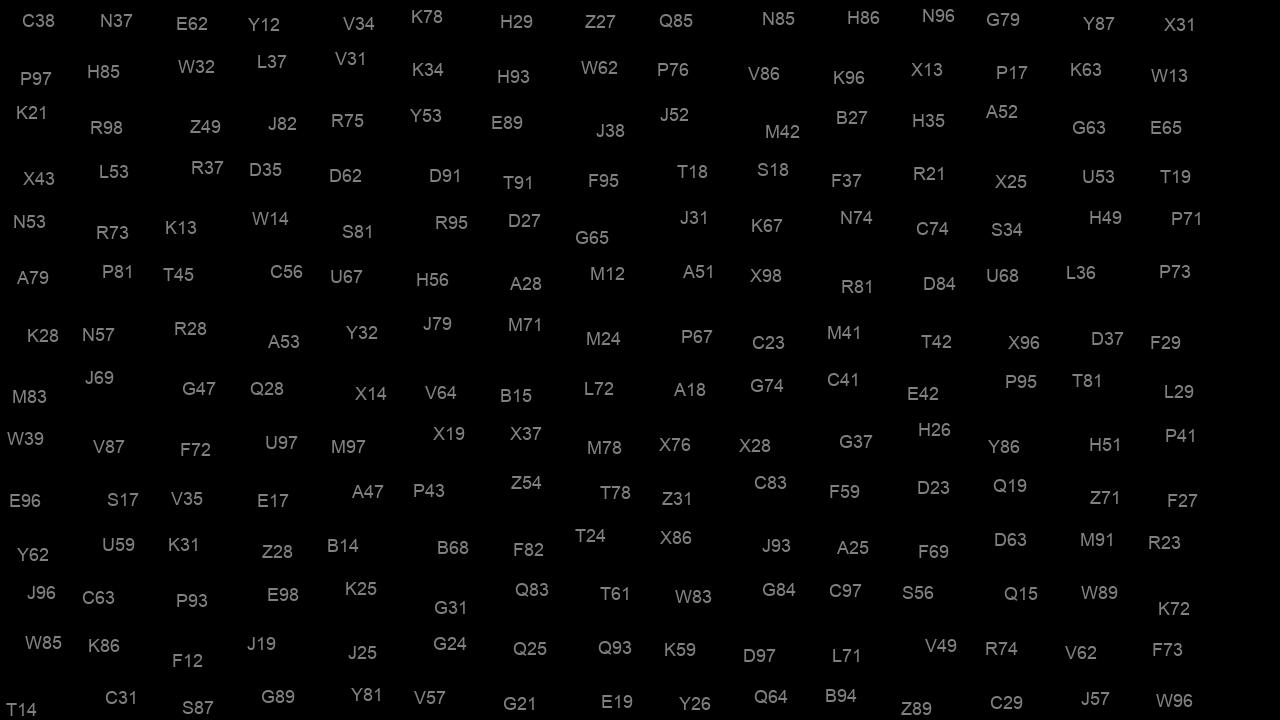 C38 N37 E62 Y12 V34 K78 H29 Z27 Q85 N85 H86 N96 G79 Y87 X31
P97 H85 W32 L37 V31 K34 H93 W62 P76 V86 K96 X13 P17 K63 W13
K21 R98 Z49 J82 R75 Y53 E89 J38 J52 M42 B27 H35 A52 G63 E65
X43 L53 R37 D35 D62 D91 T91 F95 T18 S18 F37 R21 X25 U53 T19
N53 R73 K13 W14 S81 R95 D27 G65 J31 K67 N74 C74 S34 H49 P71
A79 P81 T45 C56 U67 H56 A28 M12 A51 X98 R81 D84 U68 L36 P73
K28 N57 R28 A53 Y32 J79 M71 M24 P67 C23 M41 T42 X96 D37 F29
M83 J69 G47 Q28 X14 V64 B15 L72 A18 G74 C41 E42 P95 T81 L29
W39 V87 F72 U97 M97 X19 X37 M78 X76 X28 G37 H26 Y86 H51 P41
E96 S17 V35 E17 A47 P43 Z54 T78 Z31 C83 F59 D23 Q19 Z71 F27
Y62 U59 K31 Z28 B14 B68 F82 T24 X86 J93 A25 F69 D63 M91 R23
J96 C63 P93 E98 K25 G31 Q83 T61 W83 G84 C97 S56 Q15 W89 K72
W85 K86 F12 J19 J25 G24 Q25 Q93 K59 D97 L71 V49 R74 V62 F73
T14 C31 S87 G89 Y81 V57 G21 E19 Y26 Q64 B94 Z89 C29 J57 W96